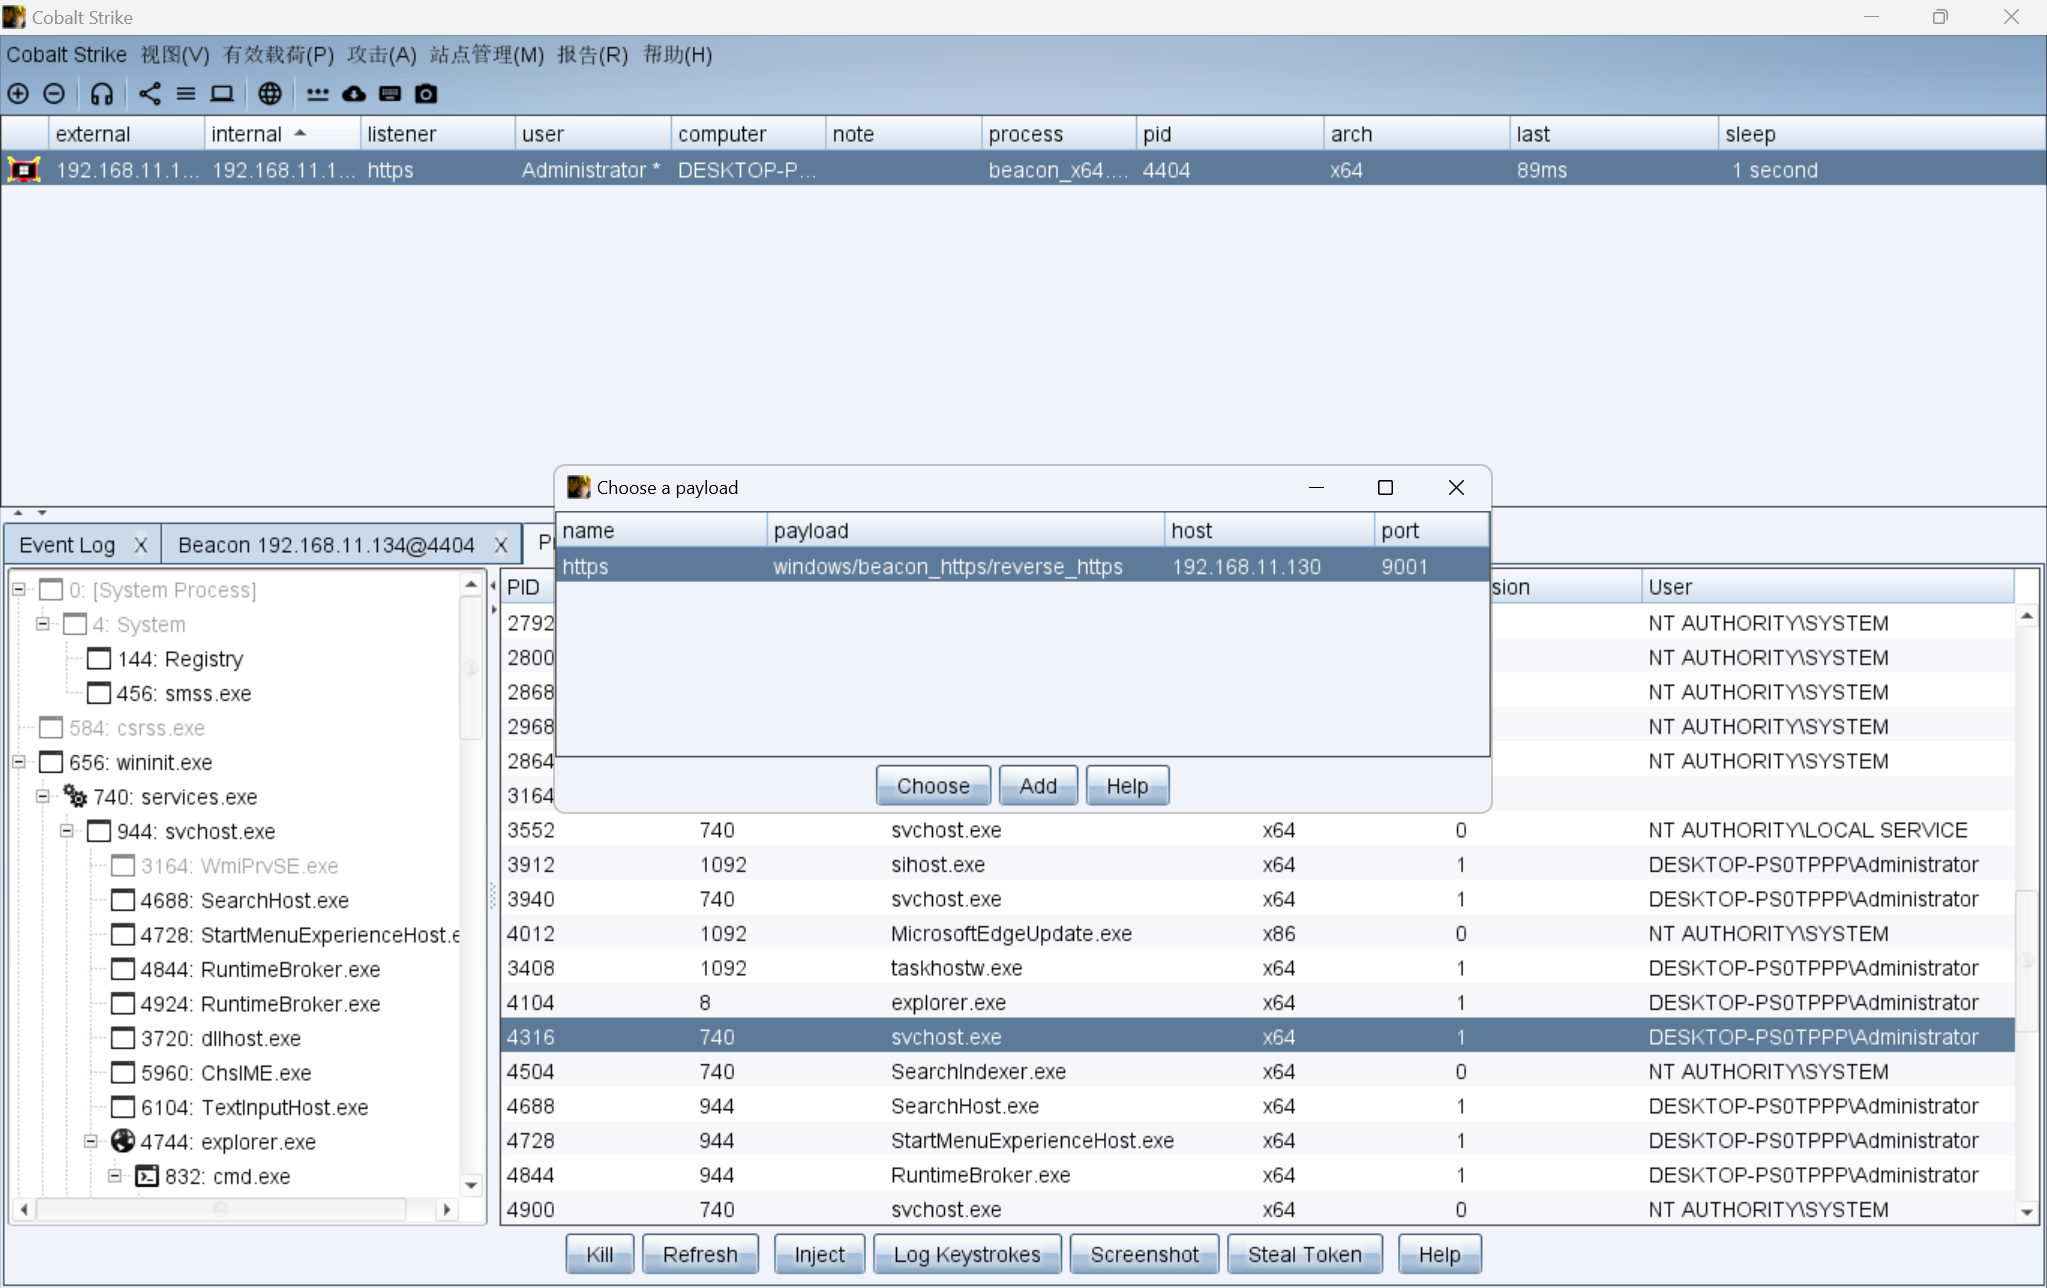 Cobalt Strike
Cobalt Strike 视图(V) 有效载荷(P) 攻击(A) 站点管理(M) 报告(R) 帮助(H)
external internal listener user computer note process pid arch last sleep
192.168.11.1... 192.168.11.1... https Administrator * DESKTOP-P... beacon_x64.... 4404 x64 89ms 1 second
Event Log X Beacon 192.168.11.134@4404 X
0: [System Process]
4: System
144: Registry
456: smss.exe
584: csrss.exe
656: wininit.exe
740: services.exe
944: svchost.exe
3164: WmiPrvSE.exe
4688: SearchHost.exe
4728: StartMenuExperienceHost.e
4844: RuntimeBroker.exe
4924: RuntimeBroker.exe
3720: dllhost.exe
5960: ChsIME.exe
6104: TextInputHost.exe
4744: explorer.exe
832: cmd.exe
Choose a payload
name payload host port
https windows/beacon_https/reverse_https 192.168.11.130 9001
Choose Add Help
PID sion User
2792 NT AUTHORITY\SYSTEM
2800 NT AUTHORITY\SYSTEM
2868 NT AUTHORITY\SYSTEM
2968 NT AUTHORITY\SYSTEM
2864 NT AUTHORITY\SYSTEM
3164
3552 740 svchost.exe x64 0 NT AUTHORITY\LOCAL SERVICE
3912 1092 sihost.exe x64 1 DESKTOP-PS0TPPP\Administrator
3940 740 svchost.exe x64 1 DESKTOP-PS0TPPP\Administrator
4012 1092 MicrosoftEdgeUpdate.exe x86 0 NT AUTHORITY\SYSTEM
3408 1092 taskhostw.exe x64 1 DESKTOP-PS0TPPP\Administrator
4104 8 explorer.exe x64 1 DESKTOP-PS0TPPP\Administrator
4316 740 svchost.exe x64 1 DESKTOP-PS0TPPP\Administrator
4504 740 SearchIndexer.exe x64 0 NT AUTHORITY\SYSTEM
4688 944 SearchHost.exe x64 1 DESKTOP-PS0TPPP\Administrator
4728 944 StartMenuExperienceHost.exe x64 1 DESKTOP-PS0TPPP\Administrator
4844 944 RuntimeBroker.exe x64 1 DESKTOP-PS0TPPP\Administrator
4900 740 svchost.exe x64 0 NT AUTHORITY\SYSTEM
Kill Refresh Inject Log Keystrokes Screenshot Steal Token Help